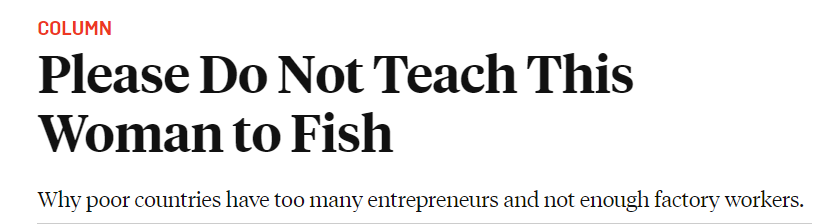 COLUMN
Please Do Not Teach This
Woman to Fish
Why poor countries have too many entrepreneurs and not enough factory workers.